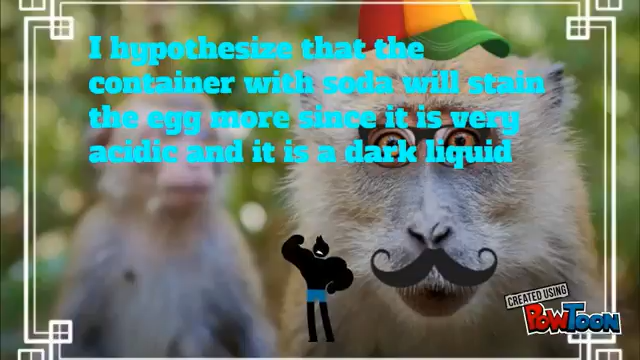 I hypothesize that the
container with soda will stain
the egg more since it is very
acidic and it is a dark liquid
CREATED USING
POWTOON